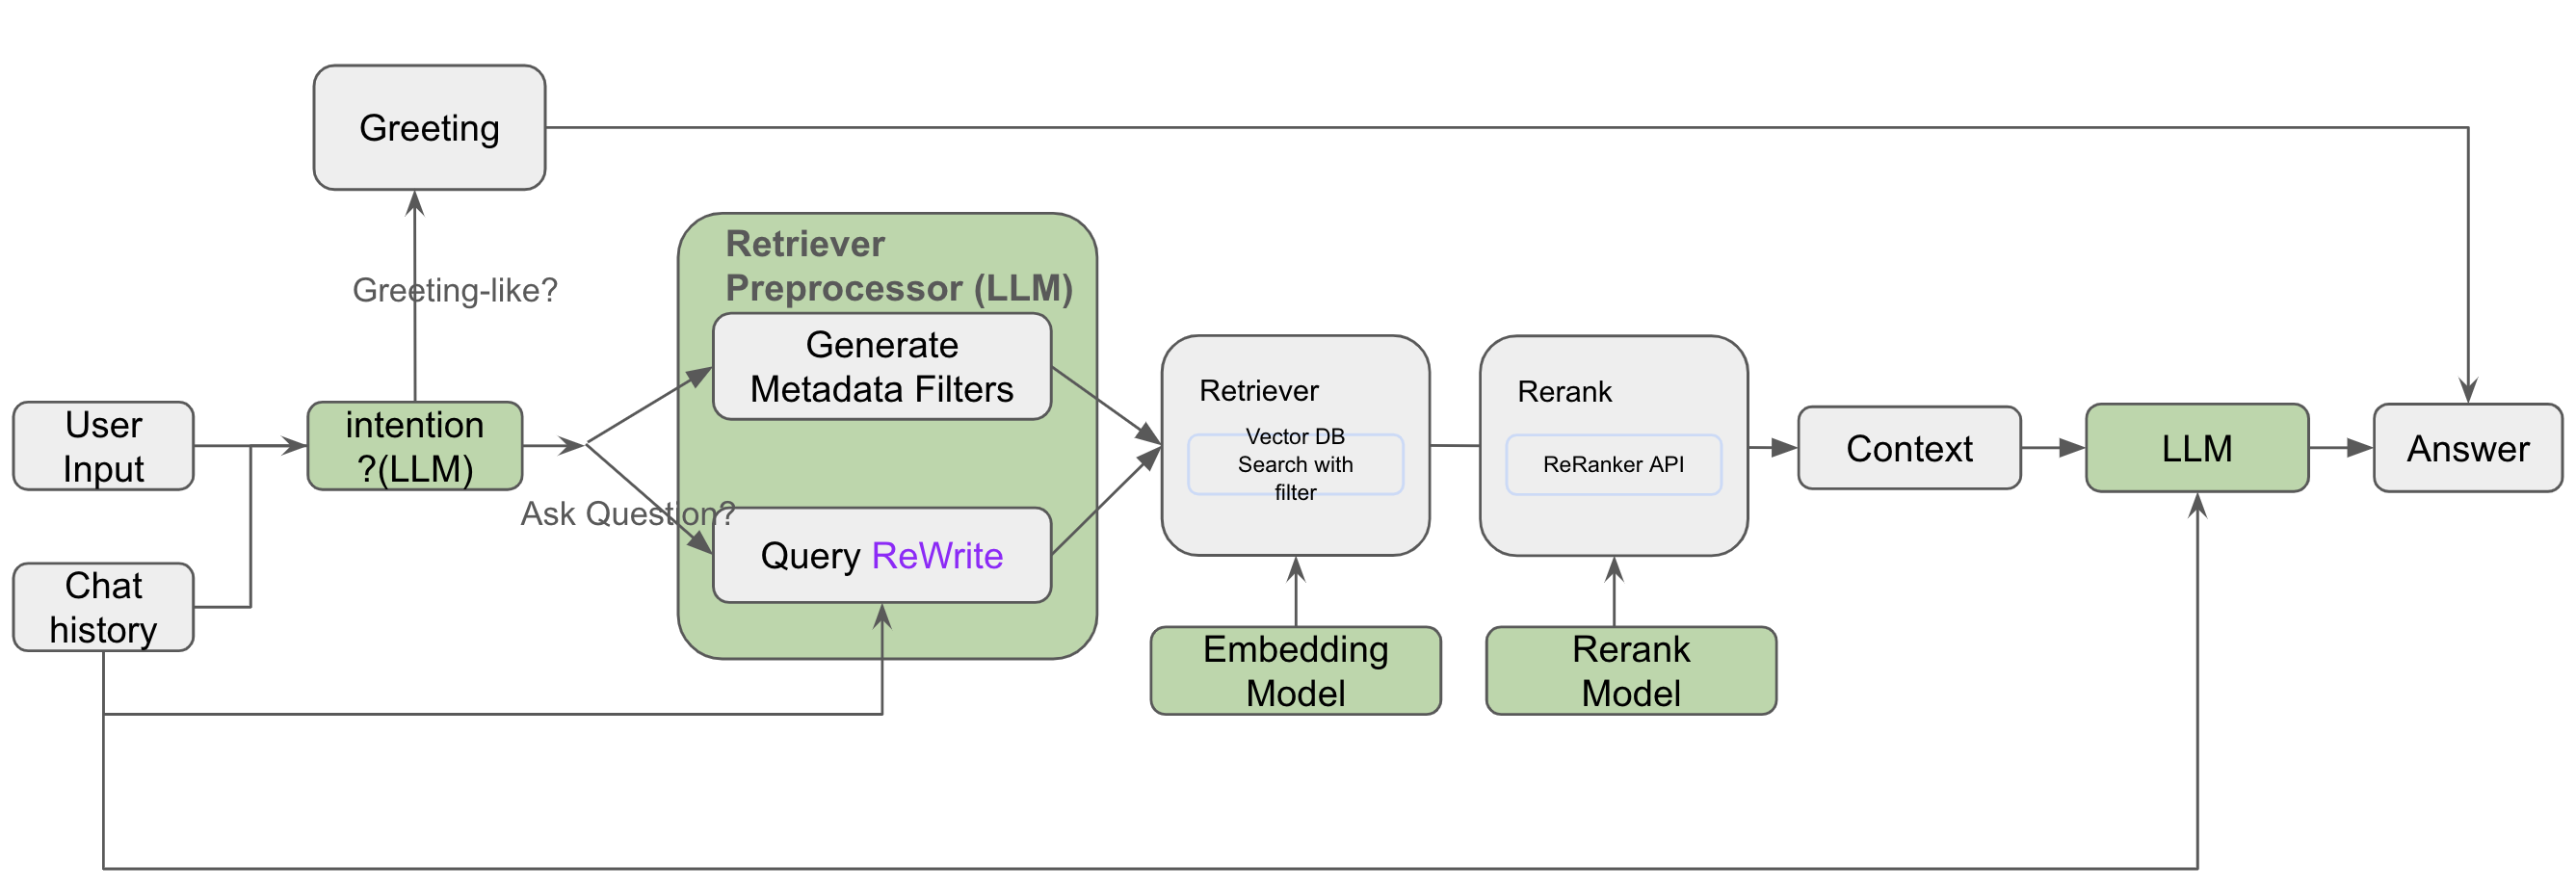 Greeting
Greeting-like?
User
Input
intention
?(LLM)
Chat
history
Ask Question?
Retriever
Preprocessor (LLM)
Generate
Metadata Filters
Query ReWrite
Retriever
Vector DB
Search with
filter
Embedding
Model
Rerank
ReRanker API
Rerank
Model
Context
LLM
Answer